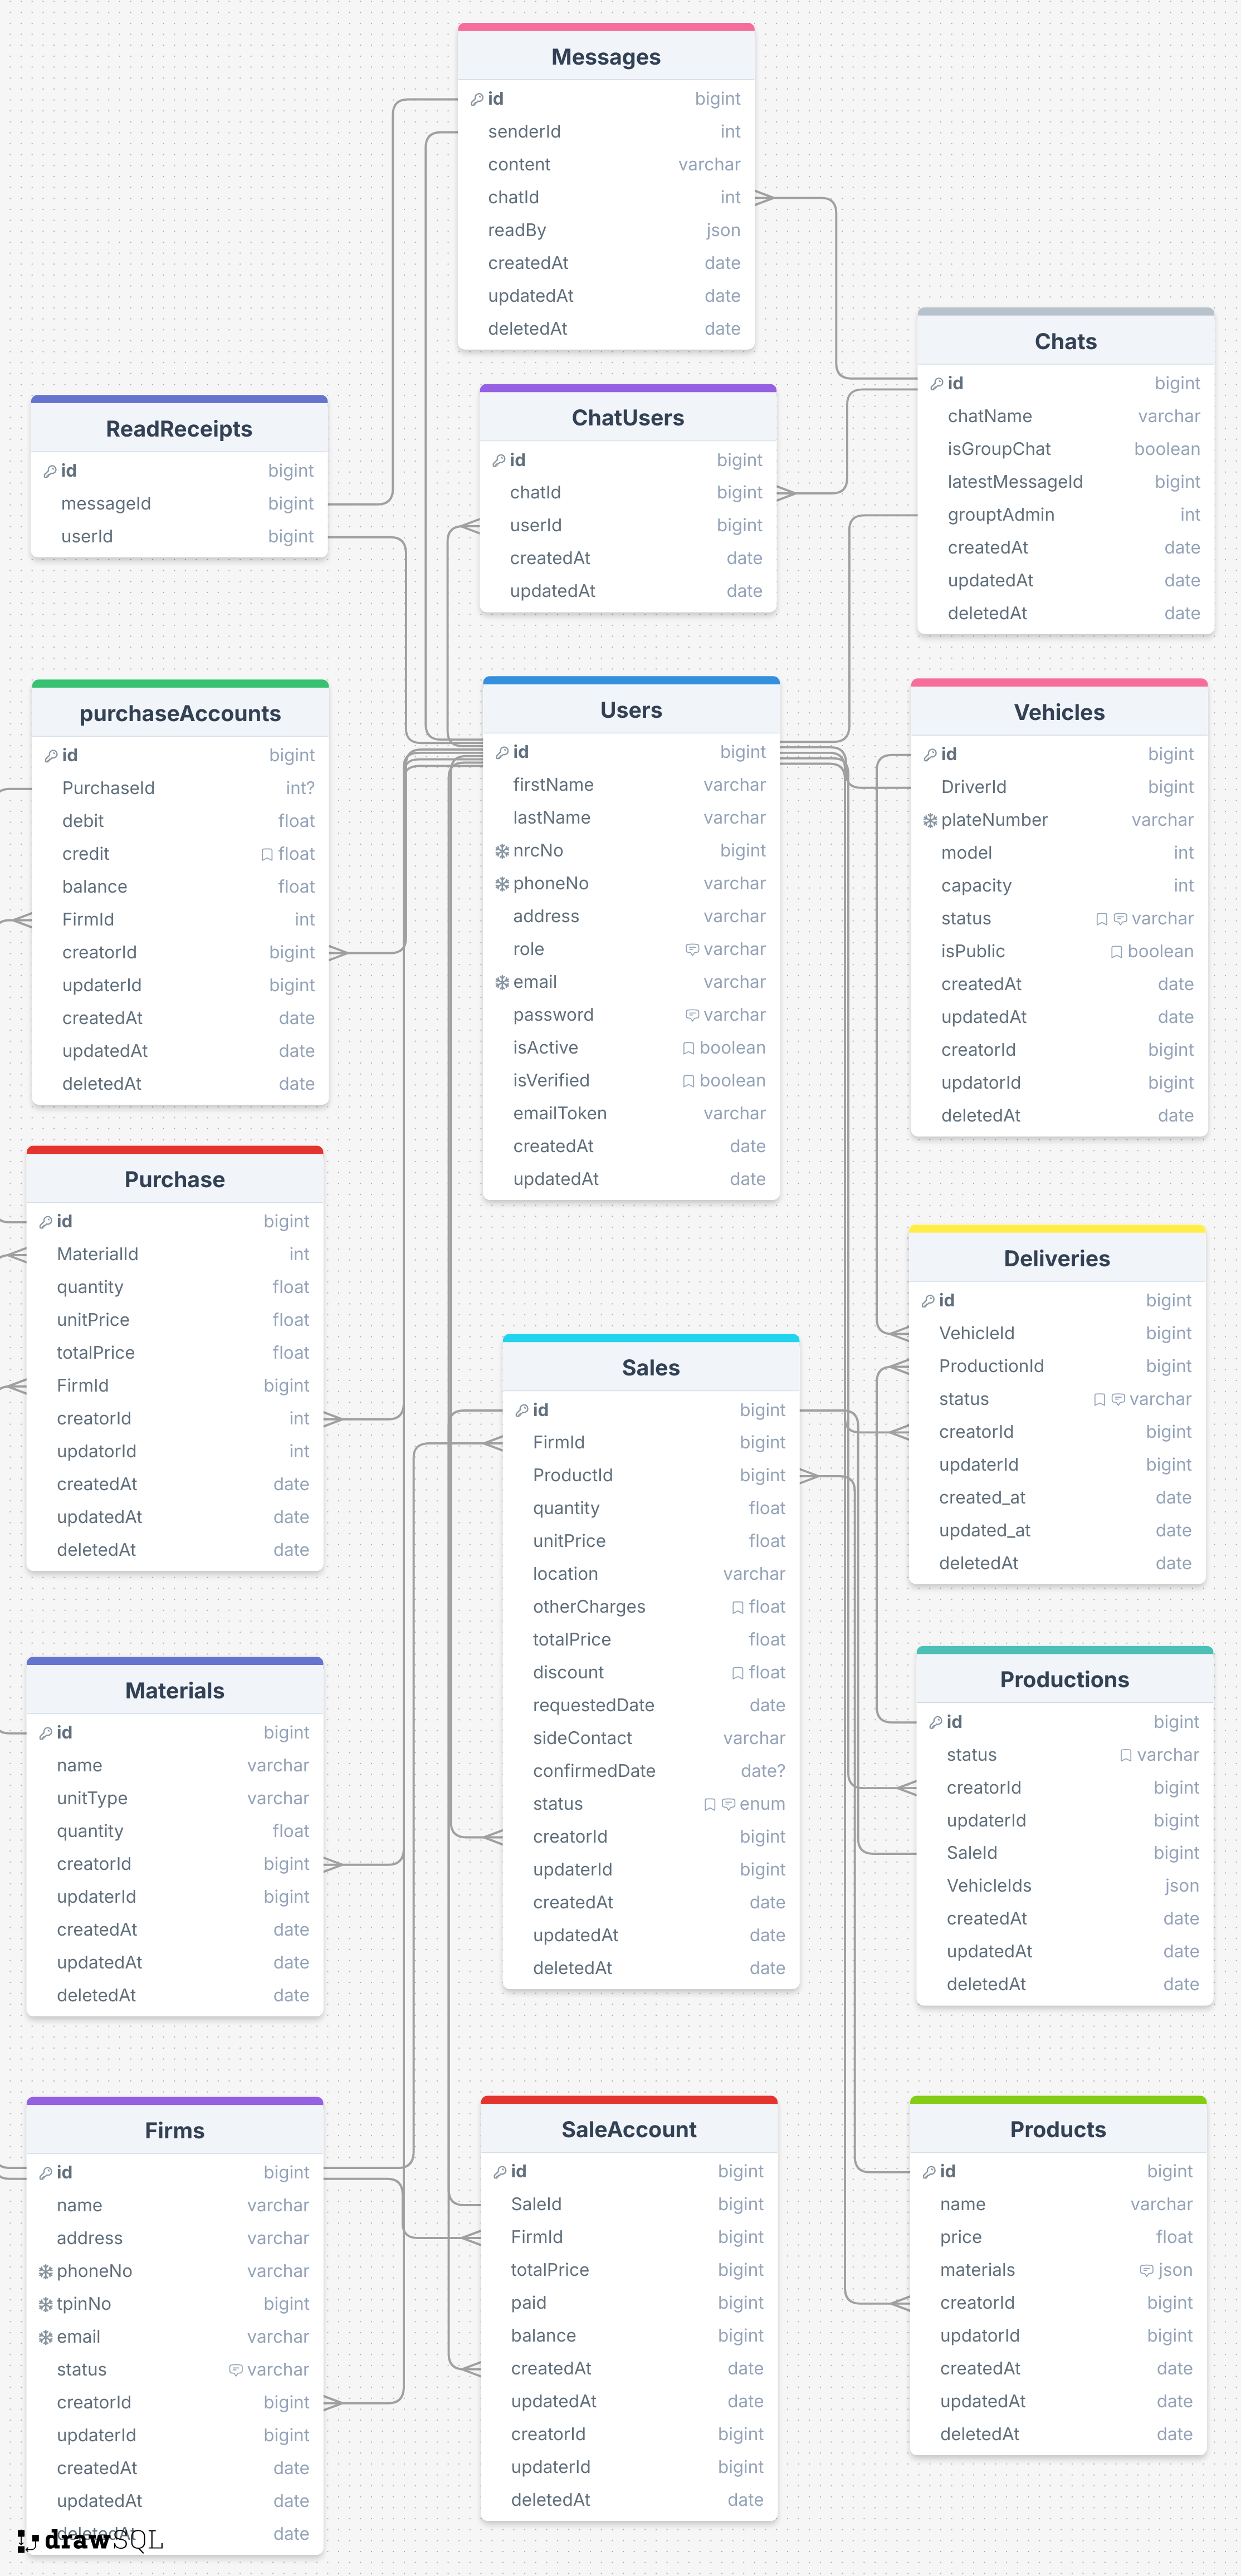 Messages
id bigint
senderId int
content varchar
chatId int
readBy json
createdAt date
updatedAt date
deletedAt date
Chats
id bigint
chatName varchar
isGroupChat boolean
latestMessageId bigint
grouptAdmin int
createdAt date
updatedAt date
deletedAt date
ReadReceipts
id bigint
messageId bigint
userId bigint
ChatUsers
id bigint
chatId bigint
userId bigint
createdAt date
updatedAt date
purchaseAccounts
id bigint
PurchaseId int?
debit float
credit float
balance float
FirmId int
creatorId bigint
updaterId bigint
createdAt date
updatedAt date
deletedAt date
Users
id bigint
firstName varchar
lastName varchar
nrcNo bigint
phoneNo varchar
address varchar
role varchar
email varchar
password varchar
isActive boolean
isVerified boolean
emailToken varchar
createdAt date
updatedAt date
Vehicles
id bigint
DriverId bigint
plateNumber varchar
model int
capacity int
status varchar
isPublic boolean
createdAt date
updatedAt date
creatorId bigint
updatorId bigint
deletedAt date
Purchase
id bigint
MaterialId int
quantity float
unitPrice float
totalPrice float
FirmId bigint
creatorId int
updatorId int
createdAt date
updatedAt date
deletedAt date
Deliveries
id bigint
VehicleId bigint
ProductionId bigint
status varchar
creatorId bigint
updaterId bigint
created_at date
updated_at date
deletedAt date
Sales
id bigint
FirmId bigint
ProductId bigint
quantity float
unitPrice float
location varchar
otherCharges float
totalPrice float
discount float
requestedDate date
sideContact varchar
confirmedDate date?
status enum
creatorId bigint
updaterId bigint
createdAt date
updatedAt date
deletedAt date
Materials
id bigint
name varchar
unitType varchar
quantity float
creatorId bigint
updaterId bigint
createdAt date
updatedAt date
deletedAt date
Productions
id bigint
status varchar
creatorId bigint
updaterId bigint
SaleId bigint
VehicleIds json
createdAt date
updatedAt date
deletedAt date
Firms
id bigint
name varchar
address varchar
phoneNo varchar
tpinNo bigint
email varchar
status varchar
creatorId bigint
updaterId bigint
createdAt date
updatedAt date
deletedAt date
SaleAccount
id bigint
SaleId bigint
FirmId bigint
totalPrice bigint
paid bigint
balance bigint
createdAt date
updatedAt date
creatorId bigint
updaterId bigint
deletedAt date
Products
id bigint
name varchar
price float
materials json
creatorId bigint
updatorId bigint
createdAt date
updatedAt date
deletedAt date
drawSQL